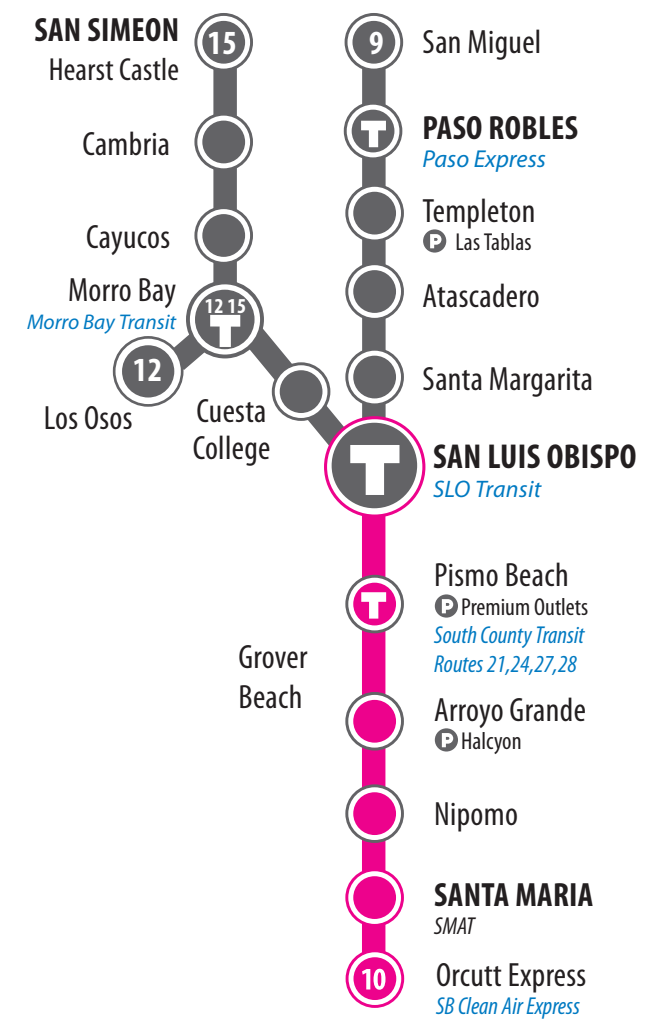 SAN SIMEON
Hearst Castle
15
9
San Miguel
Cambria
T
PASO ROBLES
Paso Express
Cayucos
Templeton
P Las Tablas
Morro Bay
Morro Bay Transit
12 15
T
Atascadero
12
Los Osos
Cuesta
College
Santa Margarita
T
SAN LUIS OBISPO
SLO Transit
T
Pismo Beach
P Premium Outlets
South County Transit
Routes 21,24,27,28
Grover
Beach
Arroyo Grande
P Halcyon
Nipomo
SANTA MARIA
SMAT
10
Orcutt Express
SB Clean Air Express